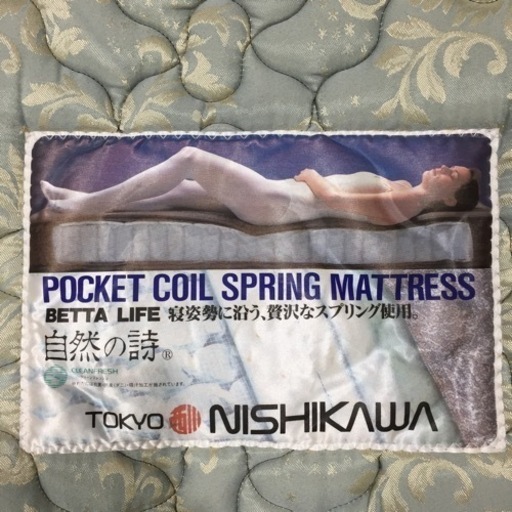 POCKET COIL SPRING MATTRESS
BETTA LIFE 寝姿勢に沿う、贅沢なスプリング使用。
自然の詩®
CLEANFRESH
TOKYO NISHIKAWA